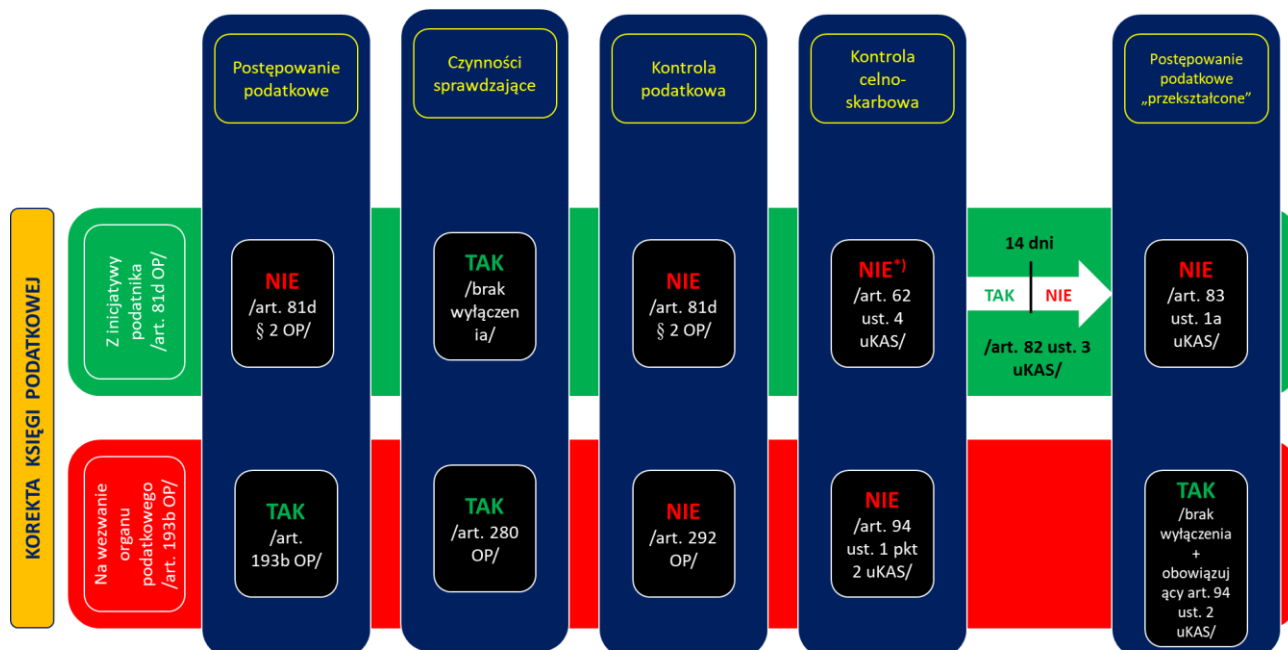 Postępowanie
podatkowe
Czynności
sprawdzające
Kontrola
podatkowa
Kontrola
celno-
skarbowa
Postępowanie
podatkowe
„przekształcone”
KOREKTA KSIĘGI PODATKOWEJ
Z inicjatywy
podatnika
/art. 81d OP/
NIE
/art. 81d
§ 2 OP/
TAK
/brak
wyłączen
ia/
NIE
/art. 81d
§ 2 OP/
NIE*)
/art. 62
ust. 4
uKAS/
14 dni
TAK
NIE
/art. 82 ust. 3
uKAS/
NIE
/art. 83
ust. 1a
uKAS/
Na wezwanie
organu
podatkowego
/art. 193b OP/
TAK
/art.
193b OP/
TAK
/art. 280
OP/
NIE
/art. 292
OP/
NIE
/art. 94
ust. 1 pkt
2 uKAS/
TAK
/brak
wyłączenia
+
obowiązuj
ący art. 94
ust. 2
uKAS/